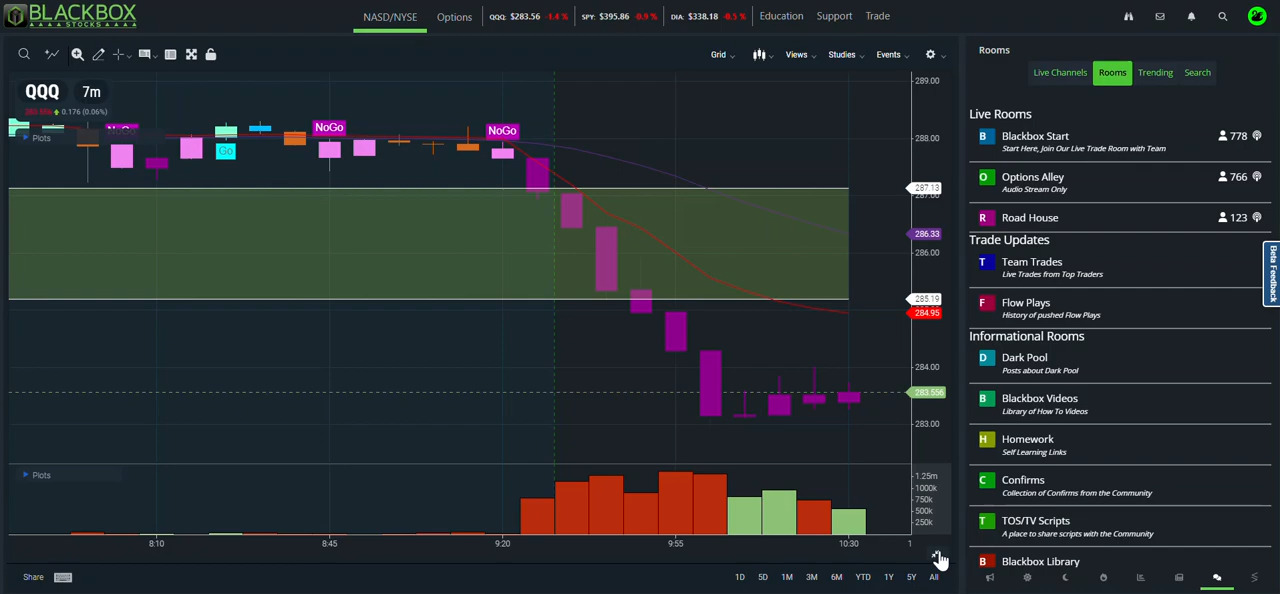 BLACKBOX
STOCKS
NASD/NYSE
Options
QQQ: $283.56 -1.4 %
SPY: $395.86 -0.9 %
DIA: $338.18 -0.5 %
Education
Support
Trade
Grid
Views
Studies
Events
QQQ 7m
0.176 (0.06%)
Plots
NoGo
Go
NoGo
NoGo
289.00
288.00
287.13
287.00
286.33
286.00
285.19
284.95
284.00
283.556
283.00
Plots
1.25m
1000k
750k
500k
250k
8:10
8:45
9:20
9:55
10:30
1
Share
1D
5D
1M
3M
6M
YTD
1Y
5Y
All
Rooms
Live Channels
Rooms
Trending
Search
Live Rooms
B Blackbox Start 778
Start Here, Join Our Live Trade Room with Team
O Options Alley 766
Audio Stream Only
R Road House 123
Trade Updates
T Team Trades
Live Trades from Top Traders
F Flow Plays
History of pushed Flow Plays
Informational Rooms
D Dark Pool
Posts about Dark Pool
B Blackbox Videos
Library of How To Videos
H Homework
Self Learning Links
C Confirms
Collection of Confirms from the Community
T TOS/TV Scripts
A place to share scripts with the Community
B Blackbox Library
Beta Feedback